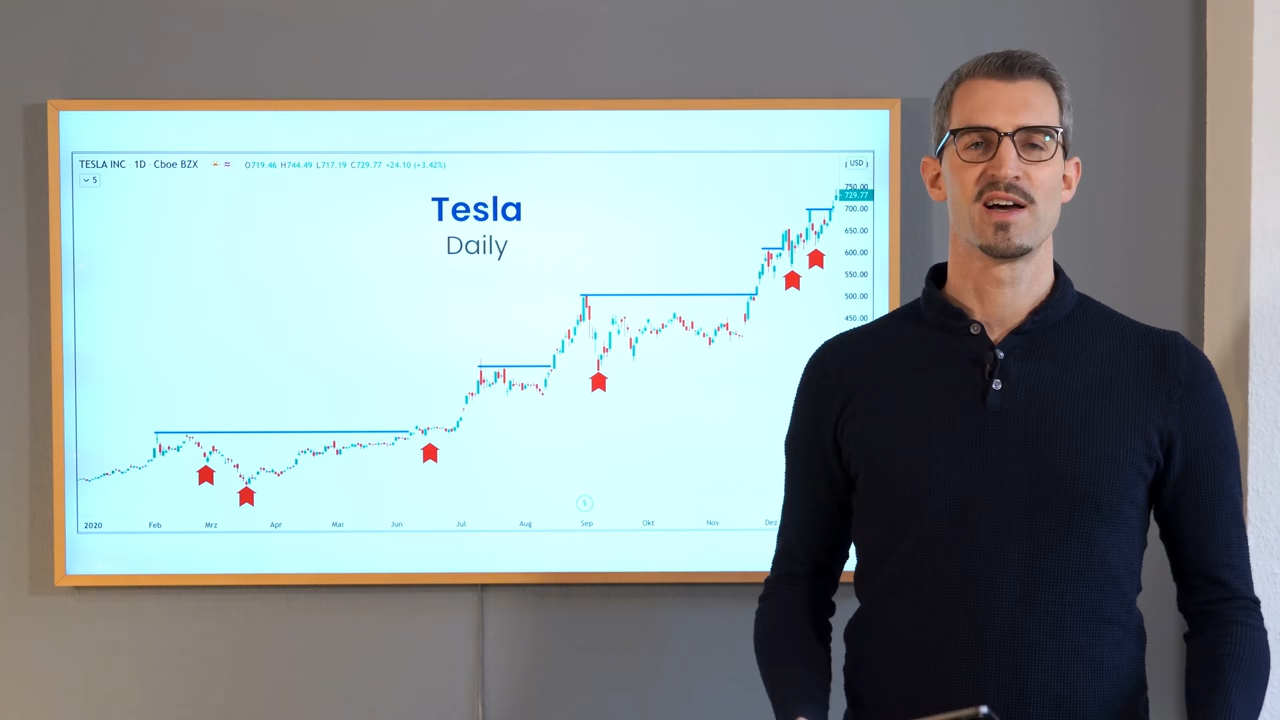 TESLA INC · 1D · Cboe BZX O719.46 H744.49 L717.19 C729.77 +24.10 (+3.42%) USD
5
Tesla
Daily
750.00
729.77
700.00
650.00
600.00
550.00
500.00
450.00
2020 Feb Mrz Apr Mai Jun Jul Aug Sep Okt Nov Dez